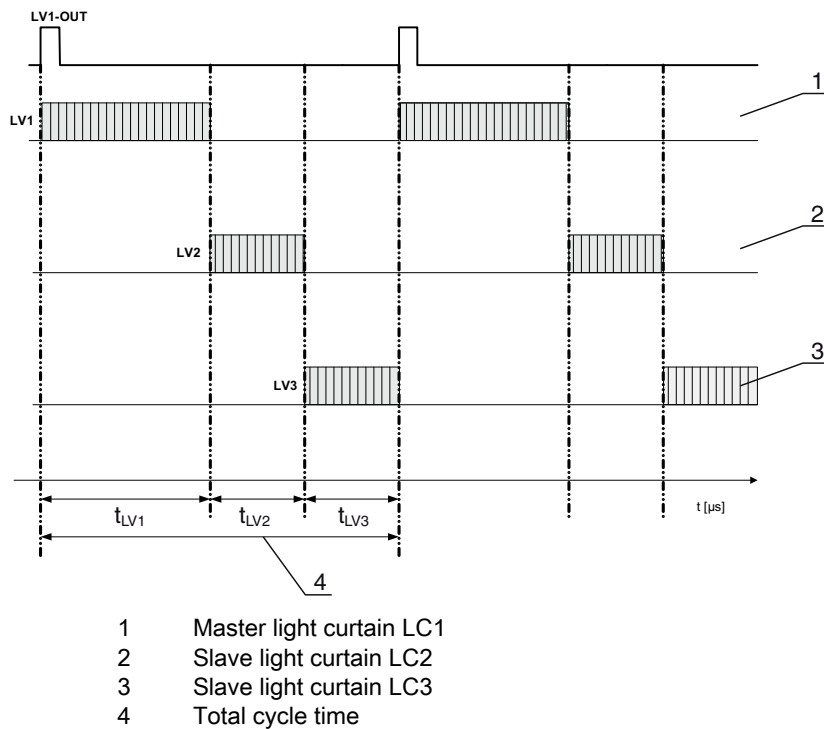 LV1-OUT
1
LV1
2
LV2
3
LV3
tLV1 tLV2 tLV3 t [µs]
4
1 Master light curtain LC1
2 Slave light curtain LC2
3 Slave light curtain LC3
4 Total cycle time